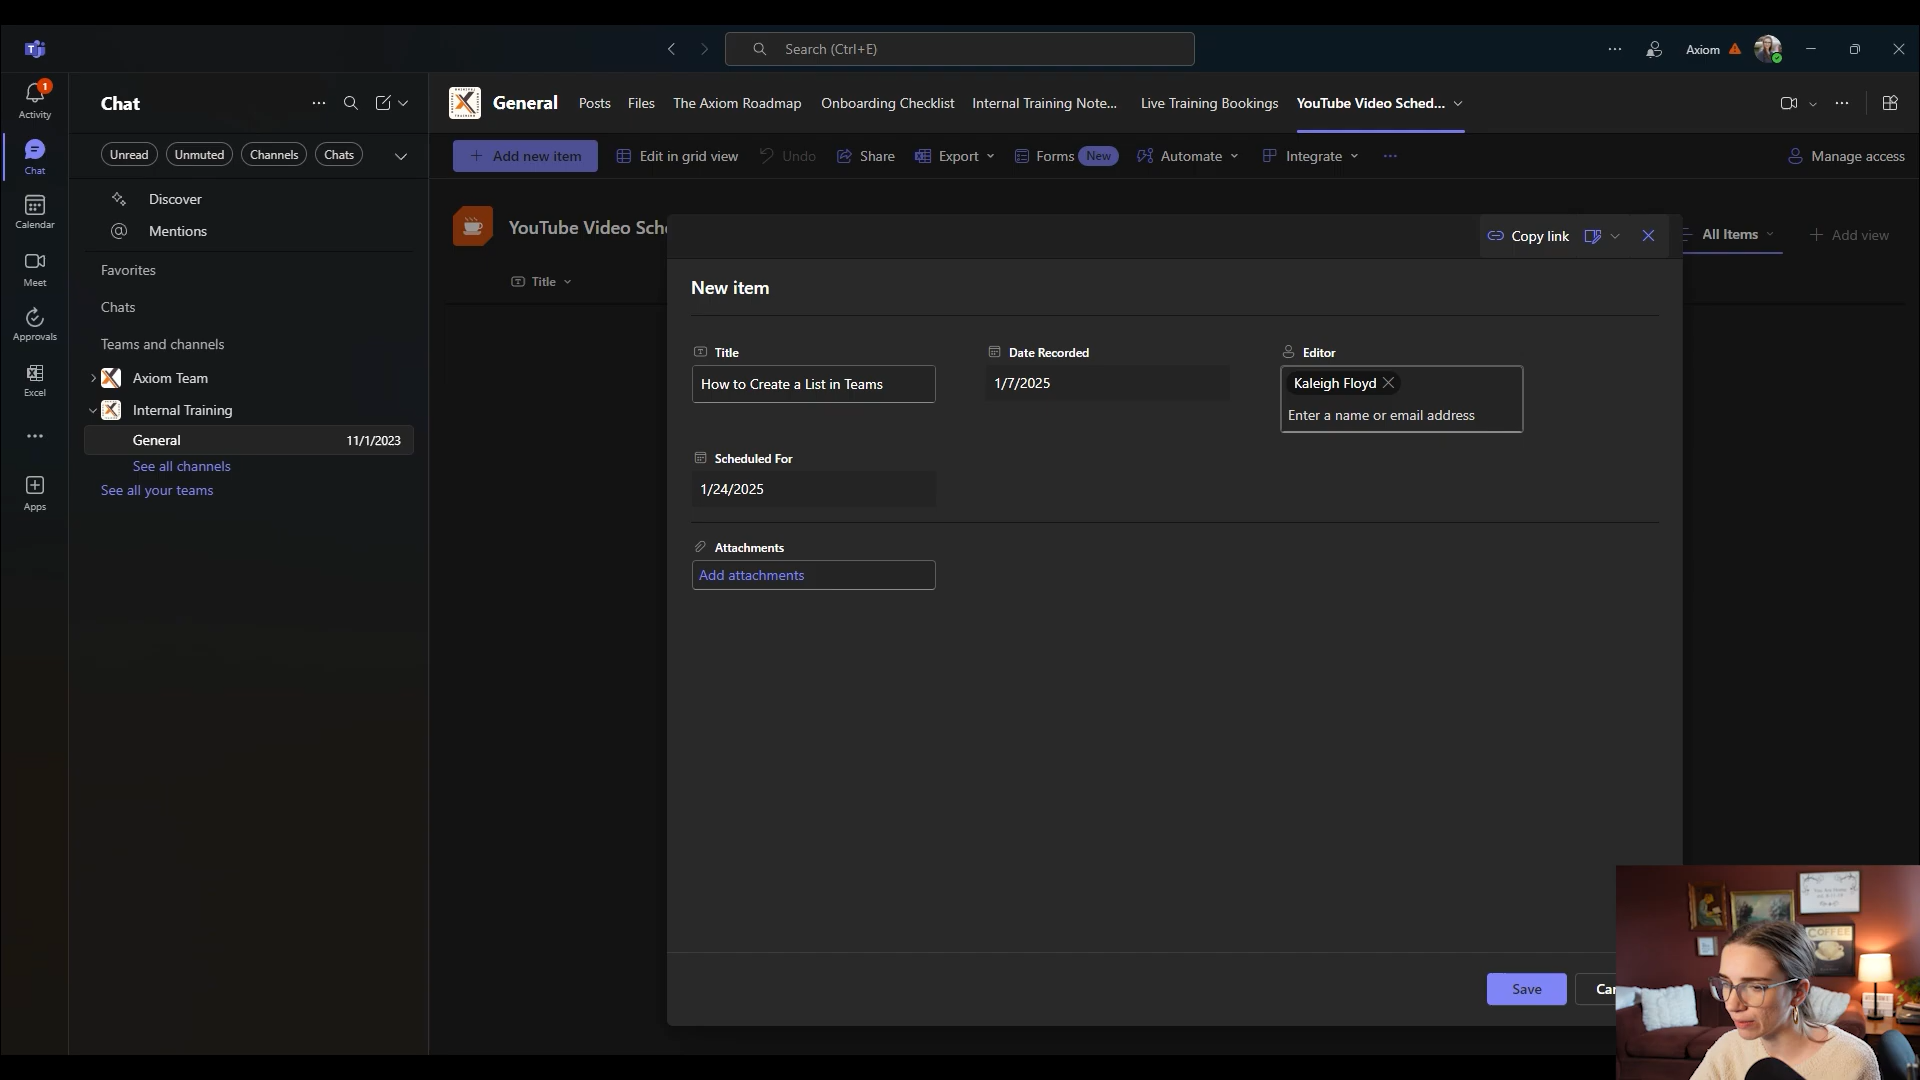 Search (Ctrl+E)
Axiom
1
Activity
Chat
Calendar
Meet
Approvals
Excel
Apps
Chat
Unread
Unmuted
Channels
Chats
Discover
Mentions
Favorites
Chats
Teams and channels
Axiom Team
Internal Training
General 11/1/2023
See all channels
See all your teams
General Posts Files The Axiom Roadmap Onboarding Checklist Internal Training Note... Live Training Bookings YouTube Video Sched...
Add new item Edit in grid view Undo Share Export Forms New Automate Integrate Manage access
YouTube Video Sche
All Items Add view
Title
Copy link
New item
Title Date Recorded Editor
How to Create a List in Teams 1/7/2025 Kaleigh Floyd
Enter a name or email address
Scheduled For
1/24/2025
Attachments
Add attachments
Save Can
COFFEE